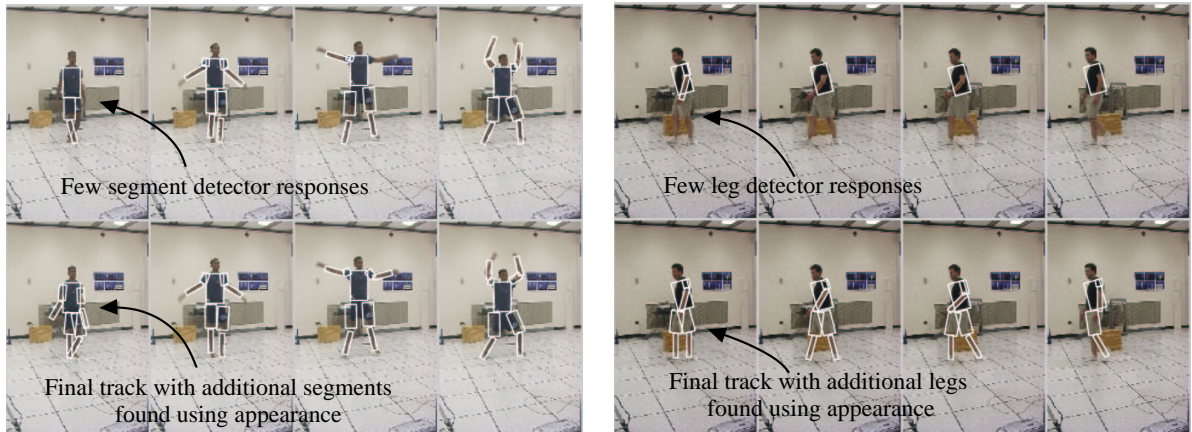 Few segment detector responses
Few leg detector responses
Final track with additional segments
found using appearance
Final track with additional legs
found using appearance